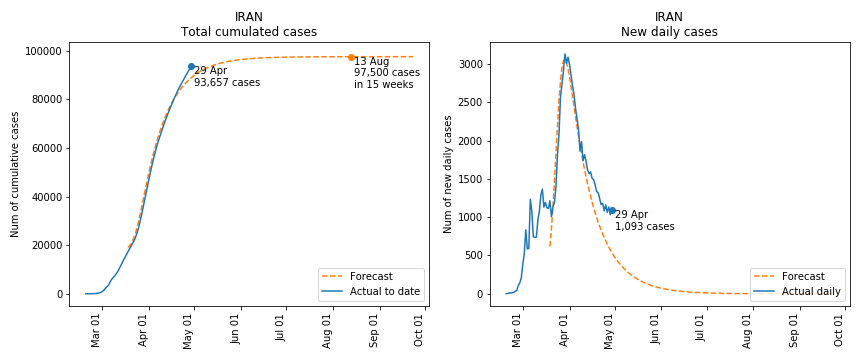 IRAN
Total cumulated cases
Num of cumulative cases
100000
80000
60000
40000
20000
0
29 Apr
93,657 cases
13 Aug
97,500 cases
in 15 weeks
Forecast
Actual to date
Mar 01
Apr 01
May 01
Jun 01
Jul 01
Aug 01
Sep 01
Oct 01
IRAN
New daily cases
Num of new daily cases
3000
2500
2000
1500
1000
500
0
29 Apr
1,093 cases
Forecast
Actual daily
Mar 01
Apr 01
May 01
Jun 01
Jul 01
Aug 01
Sep 01
Oct 01